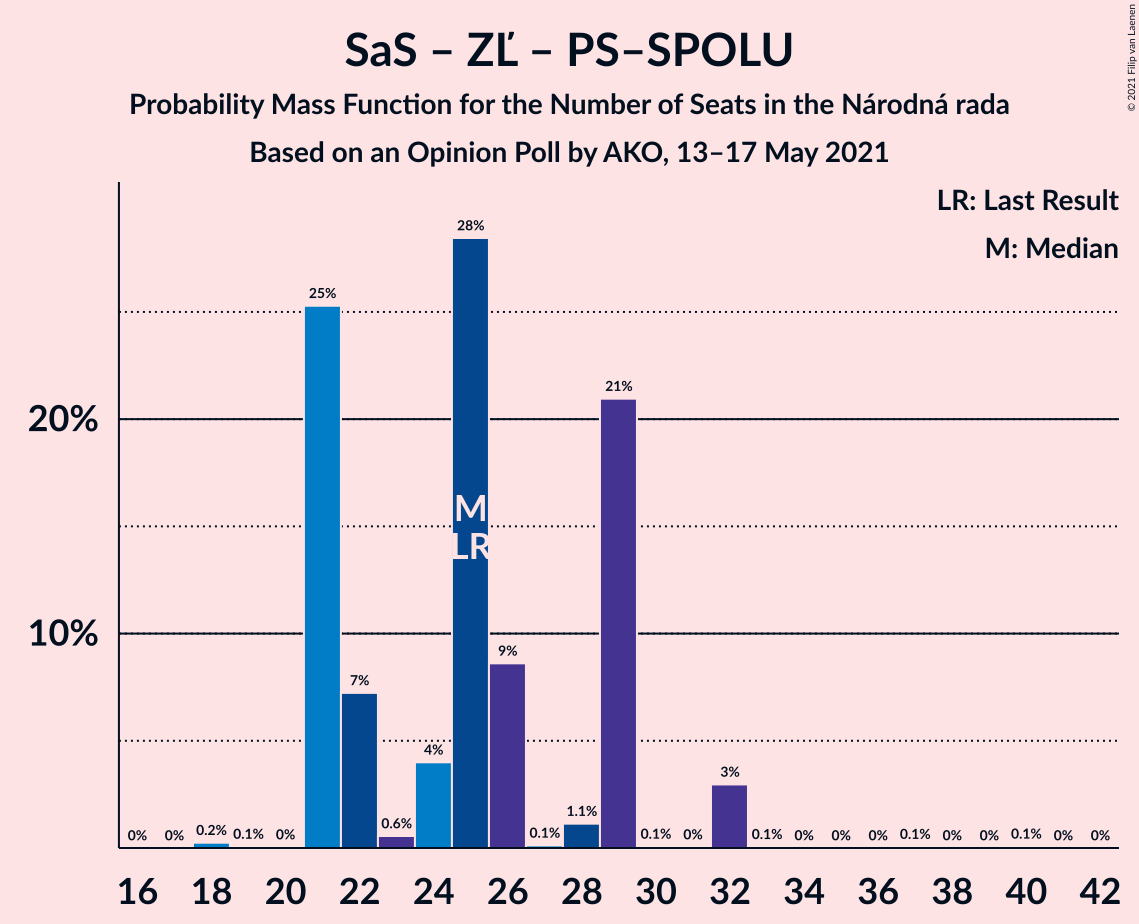 SaS – ZĽ – PS–SPOLU
Probability Mass Function for the Number of Seats in the Národná rada
Based on an Opinion Poll by AKO, 13–17 May 2021
© 2021 Filip van Laenen
LR: Last Result
M: Median
20%
10%
0% 0% 0.2% 0.1% 0% 25% 7% 0.6% 4% 28% 9% 0.1% 1.1% 21% 0.1% 0% 3% 0.1% 0% 0% 0% 0.1% 0% 0% 0.1% 0% 0%
M
LR
16 18 20 22 24 26 28 30 32 34 36 38 40 42